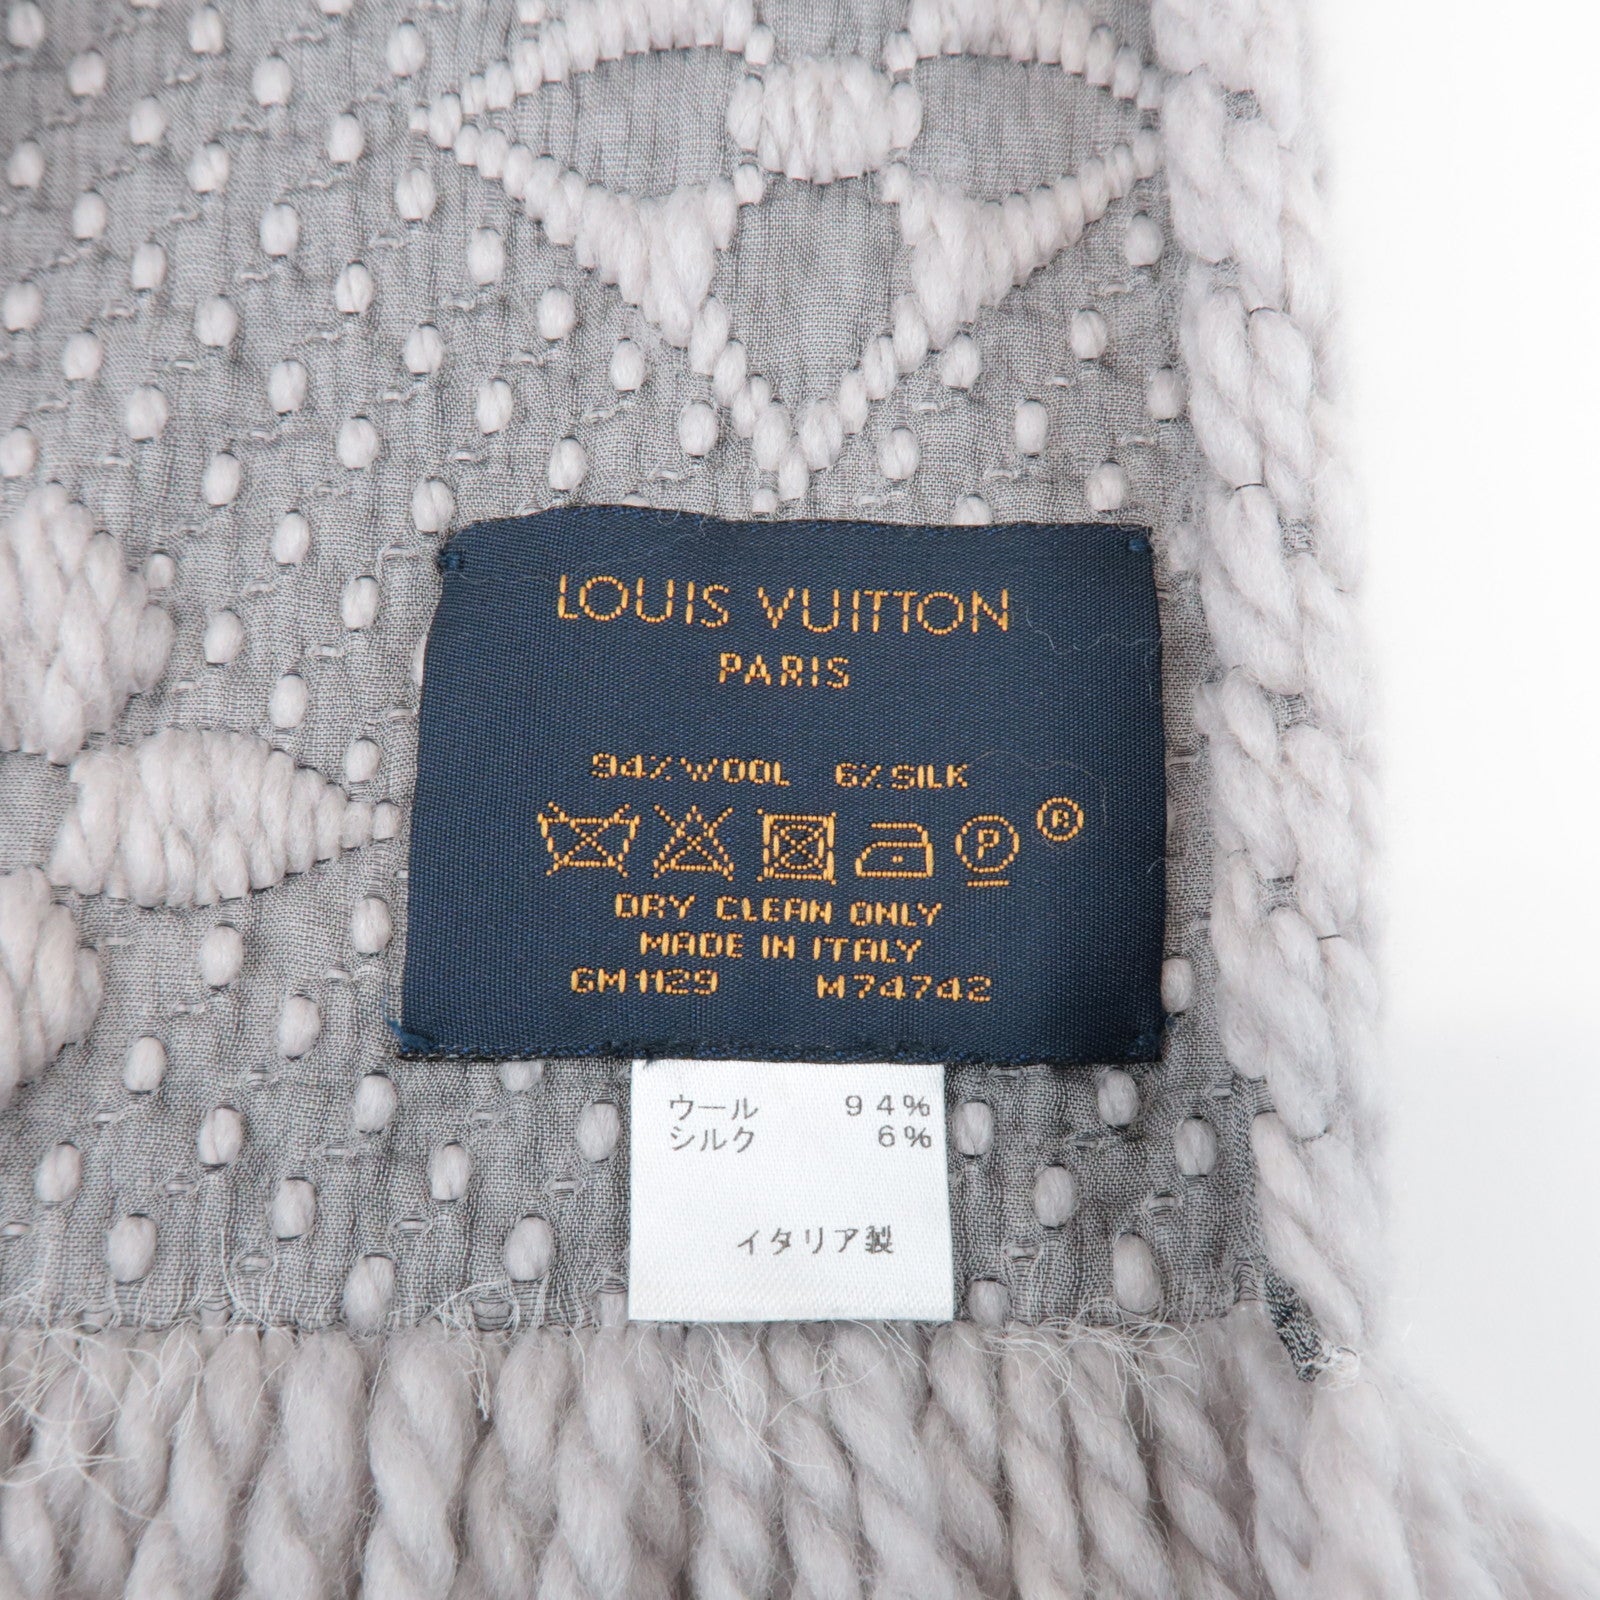 LOUIS VUITTON
PARIS
94% WOOL 6% SILK
P ®
DRY CLEAN ONLY
MADE IN ITALY
GM1129 M74742
ウール 94%
シルク 6%
イタリア製